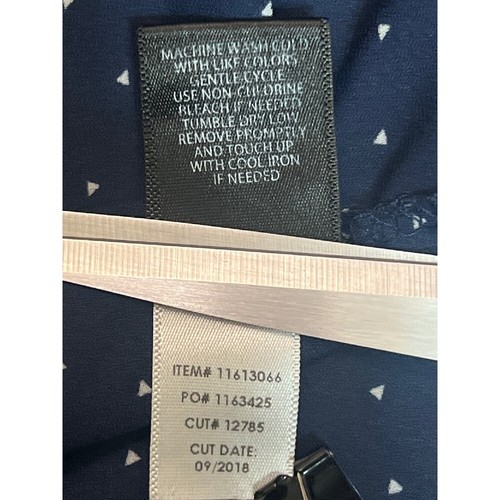 MACHINE WASH COLD
WITH LIKE COLORS
GENTLE CYCLE
USE NON-CHLORINE
BLEACH IF NEEDED
TUMBLE DRY LOW
REMOVE PROMPTLY
AND TOUCH UP
WITH COOL IRON
IF NEEDED
ITEM# 11613066
PO# 1163425
CUT# 12785
CUT DATE:
09/2018